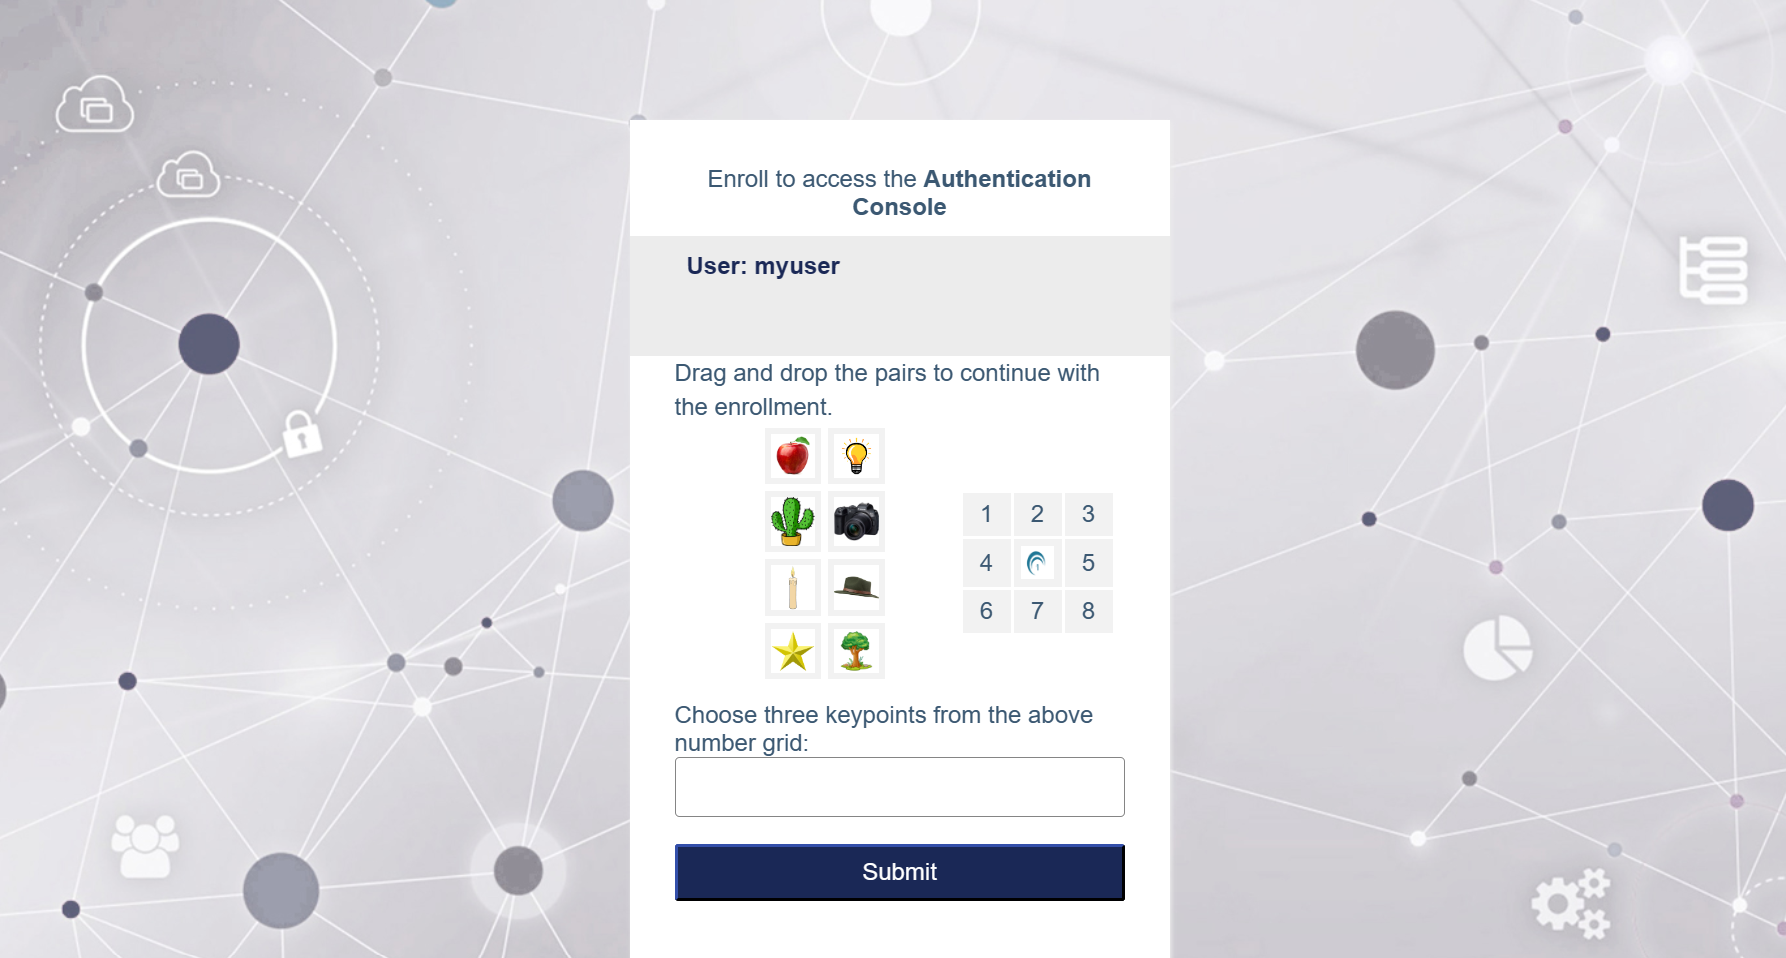 Enroll to access the Authentication
Console
User: myuser
Drag and drop the pairs to continue with
the enrollment.
1 2 3
4 5
6 7 8
Choose three keypoints from the above
number grid:
Submit